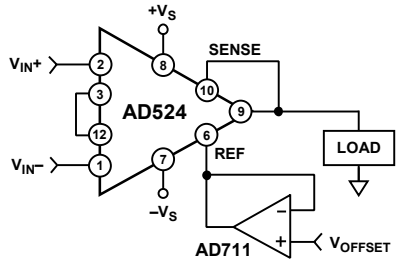 +VS
SENSE
VIN+
2
8
10
3
AD524
9
12
6
REF
LOAD
VIN–
1
7
–VS
–
+
VOFFSET
AD711